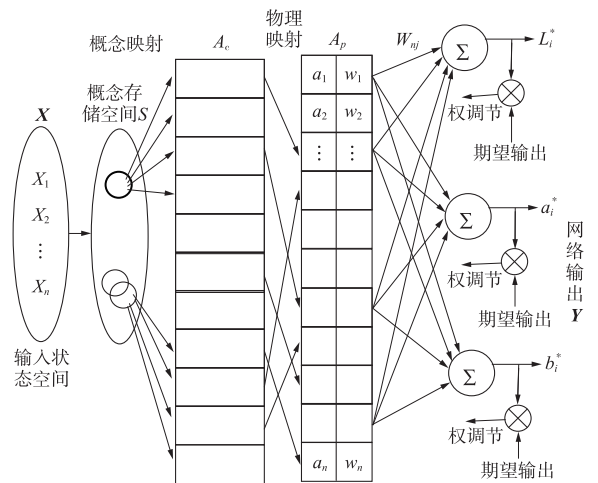 概念映射
A_c
物理
映射
A_p
W_nj
Σ
L_i^*
权调节
期望输出
概念存
储空间S
X
X_1
X_2
⋮
X_n
输入状
态空间
a_1 w_1
a_2 w_2
⋮ ⋮
a_n w_n
Σ
a_i^*
权调节
期望输出
网
络
输
出
Y
Σ
b_i^*
权调节
期望输出